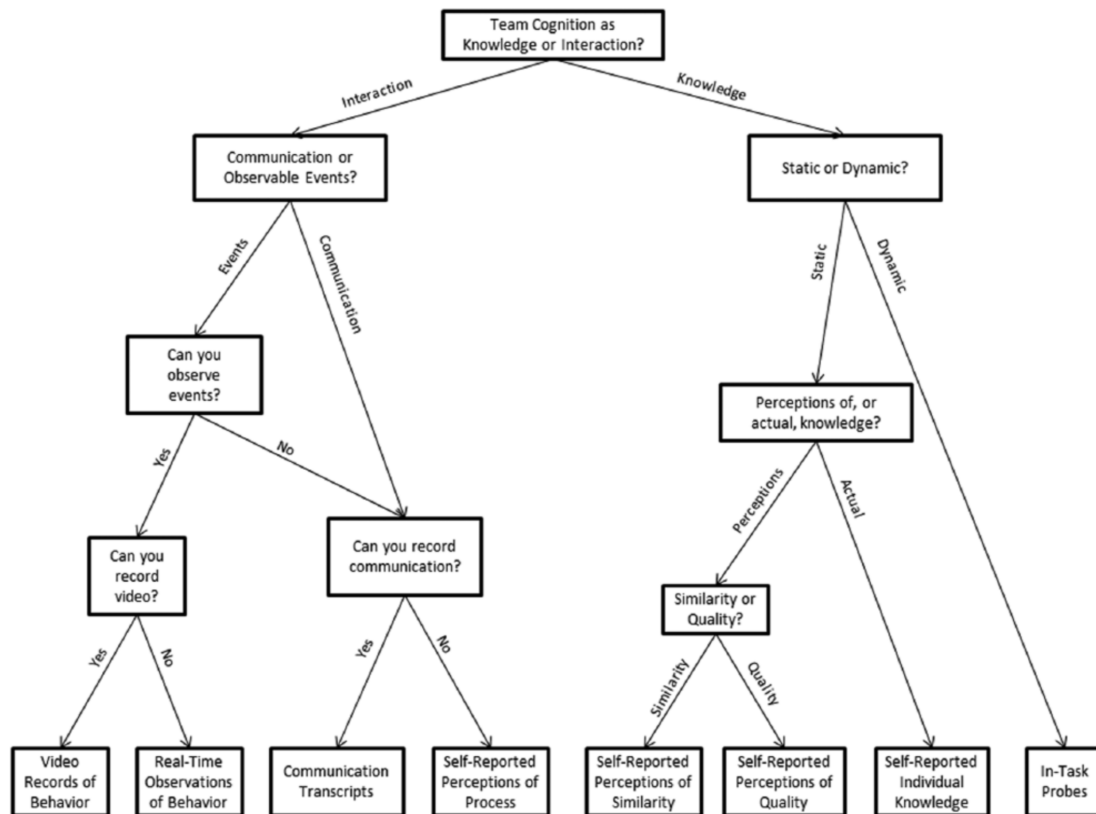 Team Cognition as
Knowledge or Interaction?
Interaction
Knowledge
Communication or
Observable Events?
Static or Dynamic?
Events
Communication
Static
Dynamic
Can you
observe
events?
Perceptions of, or
actual, knowledge?
Yes
No
Perceptions
Actual
Can you
record
video?
Can you record
communication?
Similarity or
Quality?
Yes
No
Yes
No
Similarity
Quality
Video
Records of
Behavior
Real-Time
Observations
of Behavior
Communication
Transcripts
Self-Reported
Perceptions of
Process
Self-Reported
Perceptions of
Similarity
Self-Reported
Perceptions of
Quality
Self-Reported
Individual
Knowledge
In-Task
Probes